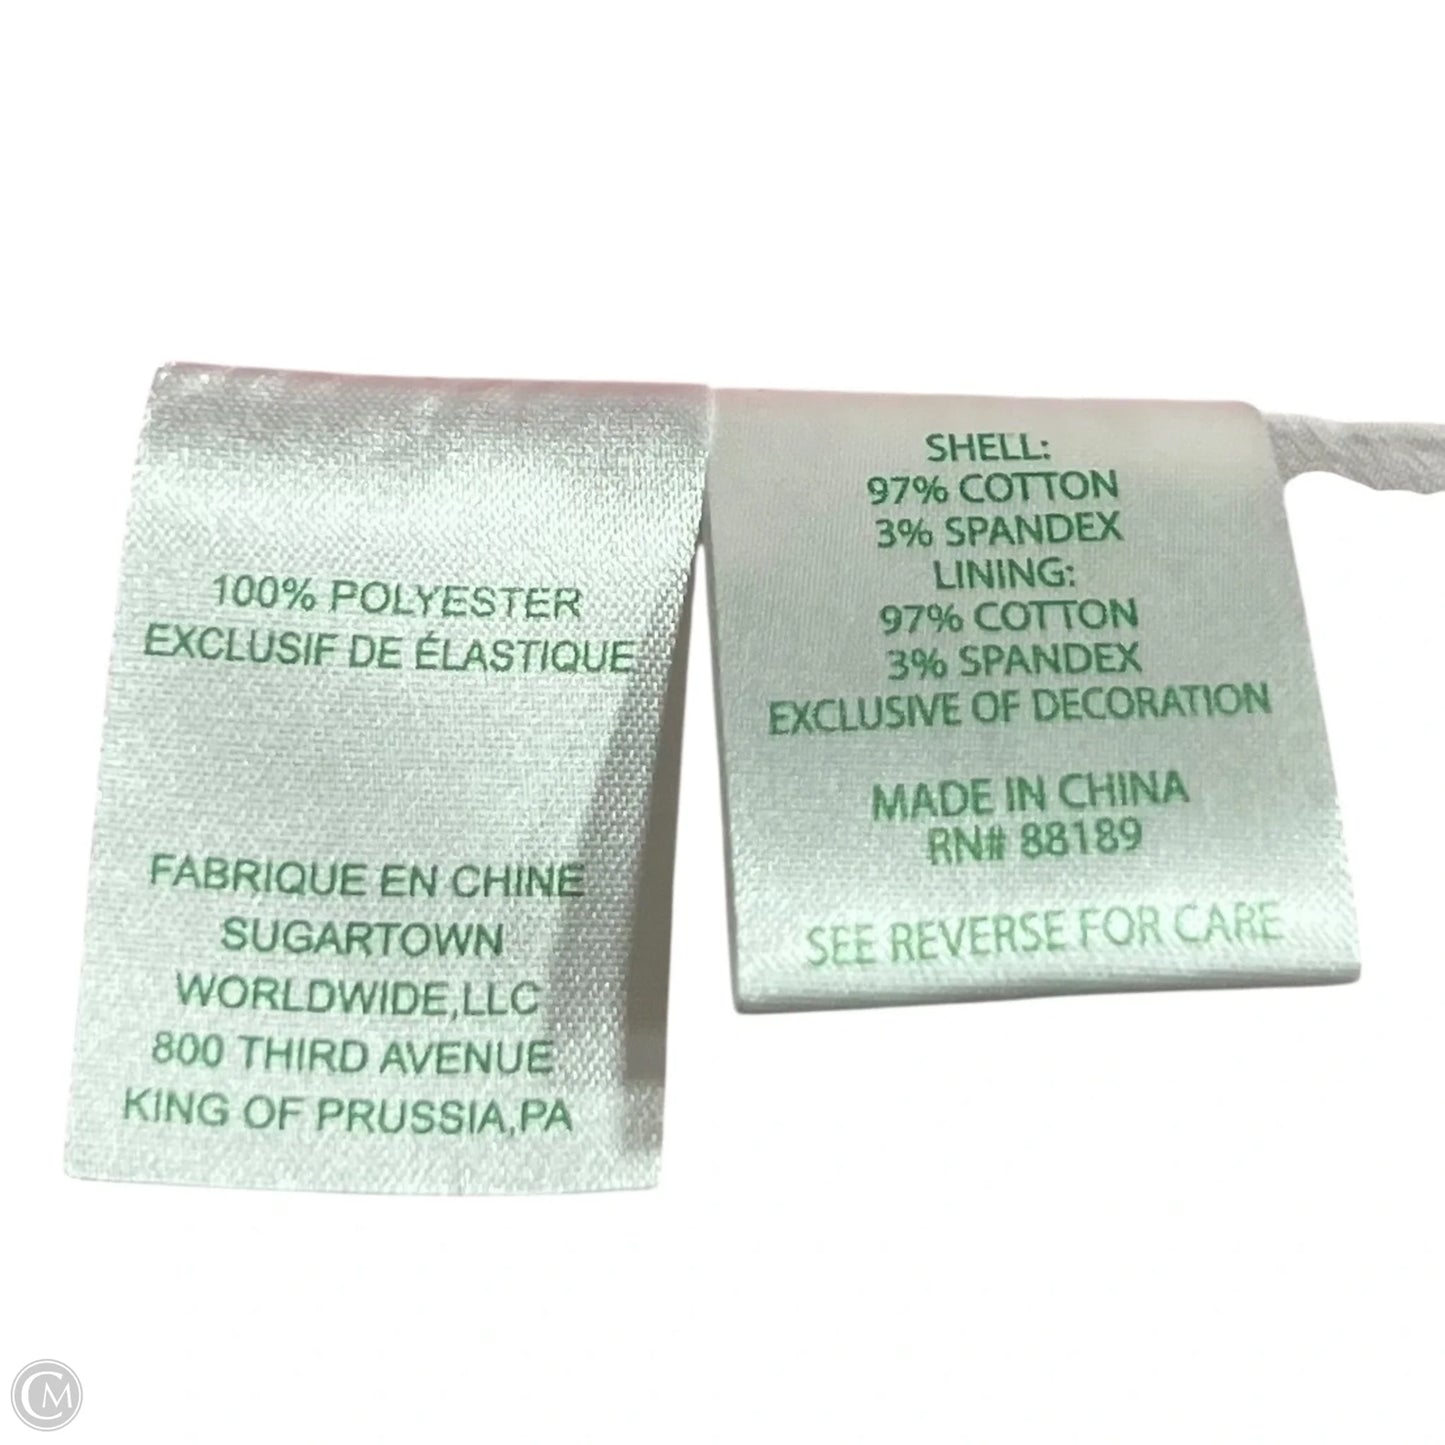 100% POLYESTER
EXCLUSIF DE ÉLASTIQUE
FABRIQUE EN CHINE
SUGARTOWN
WORLDWIDE,LLC
800 THIRD AVENUE
KING OF PRUSSIA,PA
SHELL:
97% COTTON
3% SPANDEX
LINING:
97% COTTON
3% SPANDEX
EXCLUSIVE OF DECORATION
MADE IN CHINA
RN# 88189
SEE REVERSE FOR CARE
CM